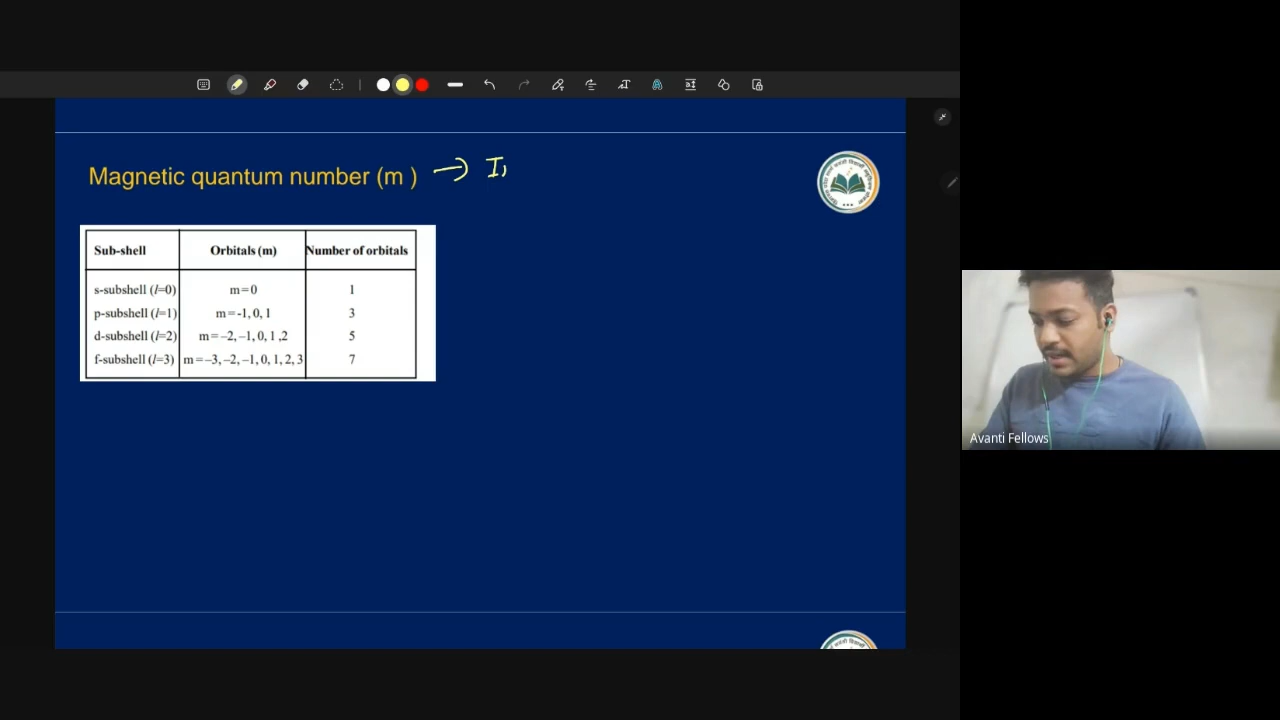 Magnetic quantum number (m ) → I
Sub-shell Orbitals (m) Number of orbitals
s-subshell (l=0) m=0 1
p-subshell (l=1) m=-1, 0, 1 3
d-subshell (l=2) m=–2,–1, 0, 1 ,2 5
f-subshell (l=3) m=–3, –2, –1, 0, 1, 2, 3 7
Avanti Fellows